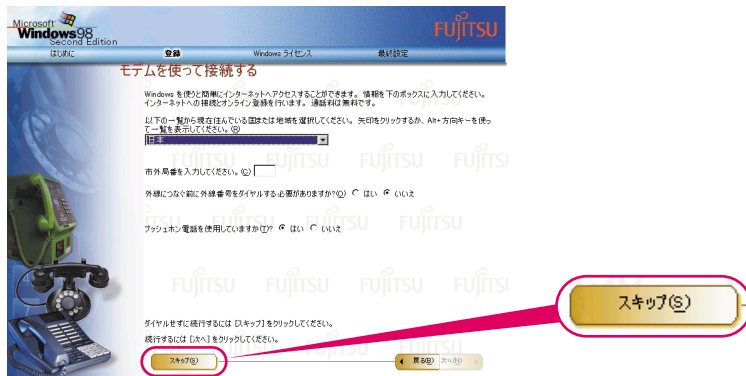 Microsoft
Windows98
Second Edition
FUJITSU
はじめに
登録
Windows ライセンス
最終設定
モデムを使って接続する
Windows を使うと簡単にインターネットへアクセスすることができます。 情報を下のボックスに入力してください。
インターネットへの接続とオンライン登録を行います。 通話料は無料です。
以下の一覧から現在住んでいる国または地域を選択してください。 矢印をクリックするか、Alt+方向キーを使っ
て一覧を表示してください。(R)
日本
FUJITSU FUJITSU FUJITSU FUJITSU
市外局番を入力してください。(C)
外線につなぐ前に外線番号をダイヤルする必要がありますか?(O) はい いいえ
プッシュホン電話を使用していますか(T)? はい いいえ
FUJITSU FUJITSU FUJITSU FUJITSU
ダイヤルせずに続行するには [スキップ] をクリックしてください。
続行するには [次へ] をクリックしてください。
スキップ(S)
戻る(B)
次へ(N)
スキップ(S)